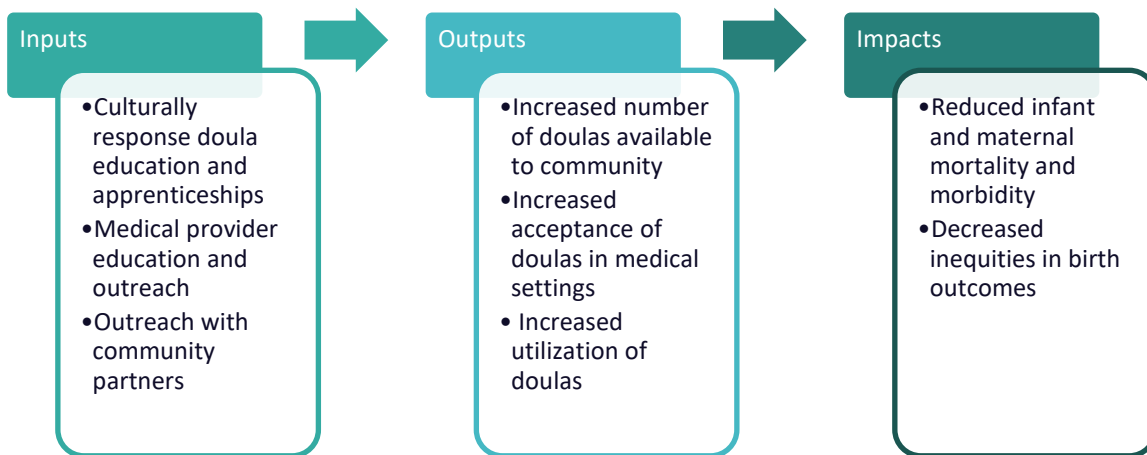 Inputs
•Culturally
response doula
education and
apprenticeships
•Medical provider
education and
outreach
•Outreach with
community
partners
Outputs
•Increased number
of doulas available
to community
•Increased
acceptance of
doulas in medical
settings
• Increased
utilization of
doulas
Impacts
•Reduced infant
and maternal
mortality and
morbidity
•Decreased
inequities in birth
outcomes